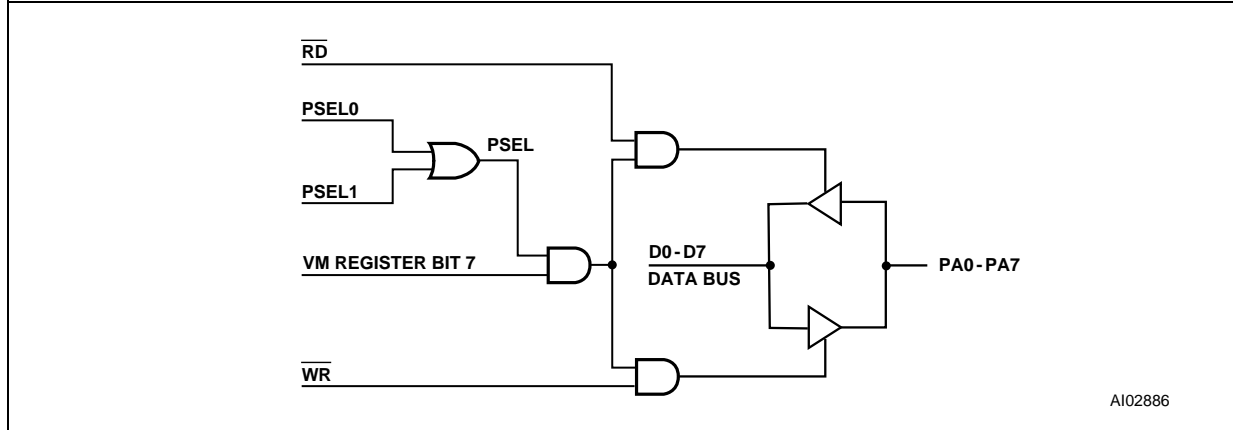 RD
PSEL0
PSEL
PSEL1
VM REGISTER BIT 7
D0-D7
DATA BUS
PA0-PA7
WR
AI02886